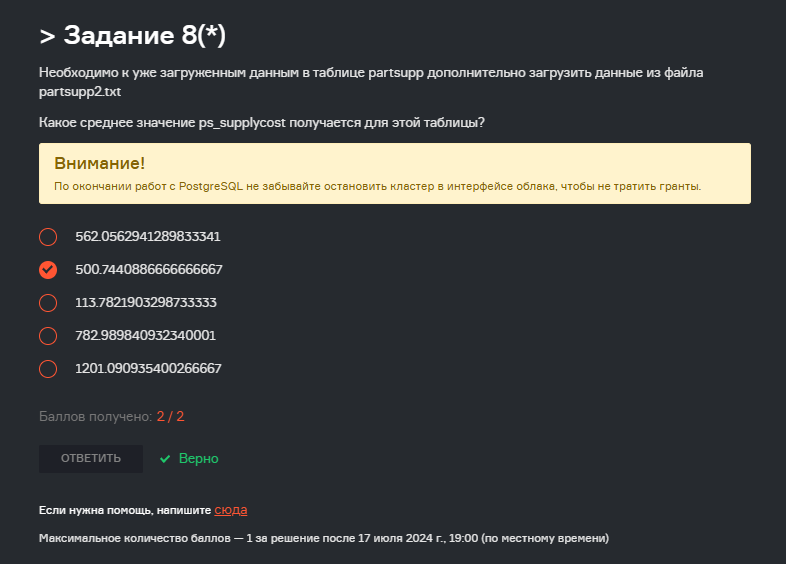 > Задание 8(*)
Необходимо к уже загруженным данным в таблице partsupp дополнительно загрузить данные из файла
partsupp2.txt
Какое среднее значение ps_supplycost получается для этой таблицы?
Внимание!
По окончании работ с PostgreSQL не забывайте остановить кластер в интерфейсе облака, чтобы не тратить гранты.
562.0562941289833341
500.7440886666666667
113.7821903298733333
782.989840932340001
1201.090935400266667
Баллов получено: 2 / 2
ОТВЕТИТЬ
Верно
Если нужна помощь, напишите сюда
Максимальное количество баллов — 1 за решение после 17 июля 2024 г., 19:00 (по местному времени)